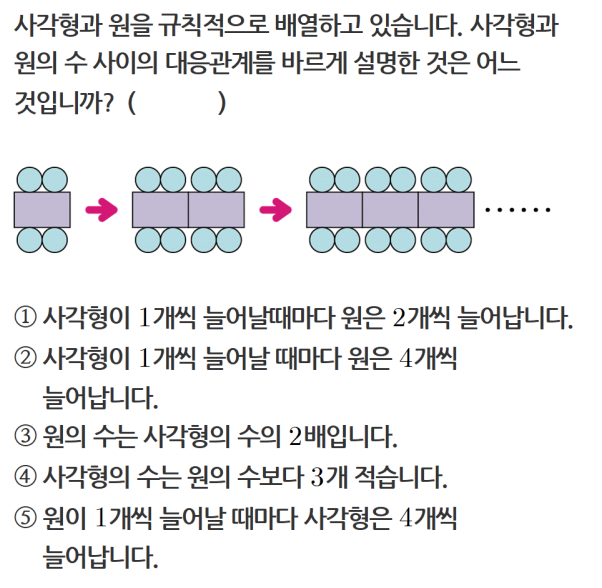 사각형과 원을 규칙적으로 배열하고 있습니다. 사각형과
원의 수 사이의 대응관계를 바르게 설명한 것은 어느
것입니까? (          )
······
① 사각형이 1개씩 늘어날때마다 원은 2개씩 늘어납니다.
② 사각형이 1개씩 늘어날 때마다 원은 4개씩
늘어납니다.
③ 원의 수는 사각형의 수의 2배입니다.
④ 사각형의 수는 원의 수보다 3개 적습니다.
⑤ 원이 1개씩 늘어날 때마다 사각형은 4개씩
늘어납니다.